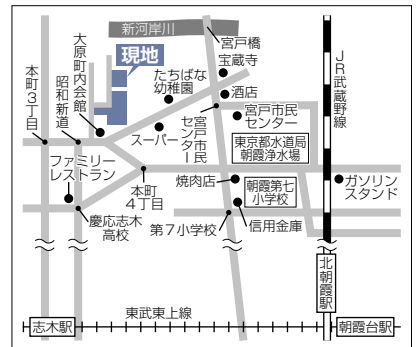 新河岸川
宮戸橋
現地
宝蔵寺
大原町内会館
昭和新道
本町3丁目
たちばな
幼稚園
酒店
宮戸市民
センター
宮戸市民
センター
スーパー
東京都水道局
朝霞浄水場
JR武蔵野線
ファミリー
レストラン
本町
4丁目
焼肉店
朝霞第七
小学校
ガソリン
スタンド
慶応志木
高校
第7小学校
信用金庫
北朝霞駅
東武東上線
志木駅
朝霞台駅